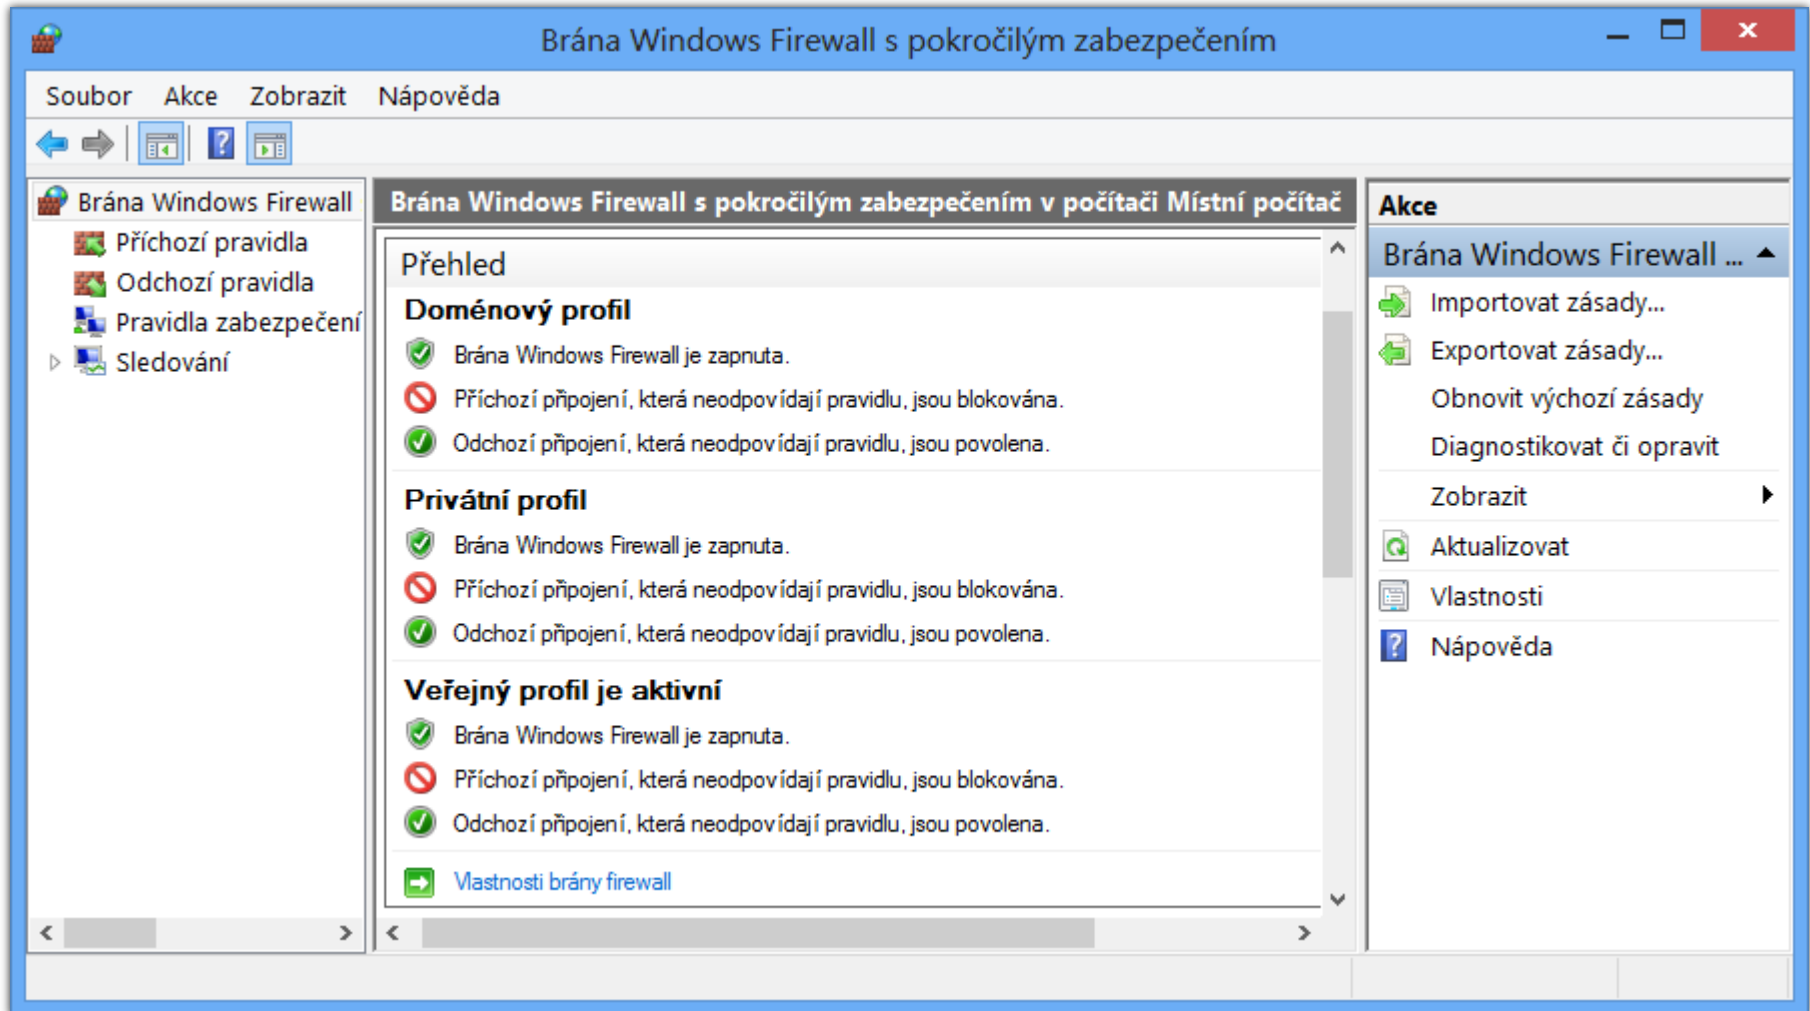 Brána Windows Firewall s pokročilým zabezpečením
Soubor Akce Zobrazit Nápověda
Brána Windows Firewall
Příchozí pravidla
Odchozí pravidla
Pravidla zabezpečení
Sledování
Brána Windows Firewall s pokročilým zabezpečením v počítači Místní počítač
Přehled
Doménový profil
Brána Windows Firewall je zapnuta.
Příchozí připojení, která neodpovídají pravidlu, jsou blokována.
Odchozí připojení, která neodpovídají pravidlu, jsou povolena.
Privátní profil
Brána Windows Firewall je zapnuta.
Příchozí připojení, která neodpovídají pravidlu, jsou blokována.
Odchozí připojení, která neodpovídají pravidlu, jsou povolena.
Veřejný profil je aktivní
Brána Windows Firewall je zapnuta.
Příchozí připojení, která neodpovídají pravidlu, jsou blokována.
Odchozí připojení, která neodpovídají pravidlu, jsou povolena.
Vlastnosti brány firewall
Akce
Brána Windows Firewall ...
Importovat zásady...
Exportovat zásady...
Obnovit výchozí zásady
Diagnostikovat či opravit
Zobrazit
Aktualizovat
Vlastnosti
Nápověda